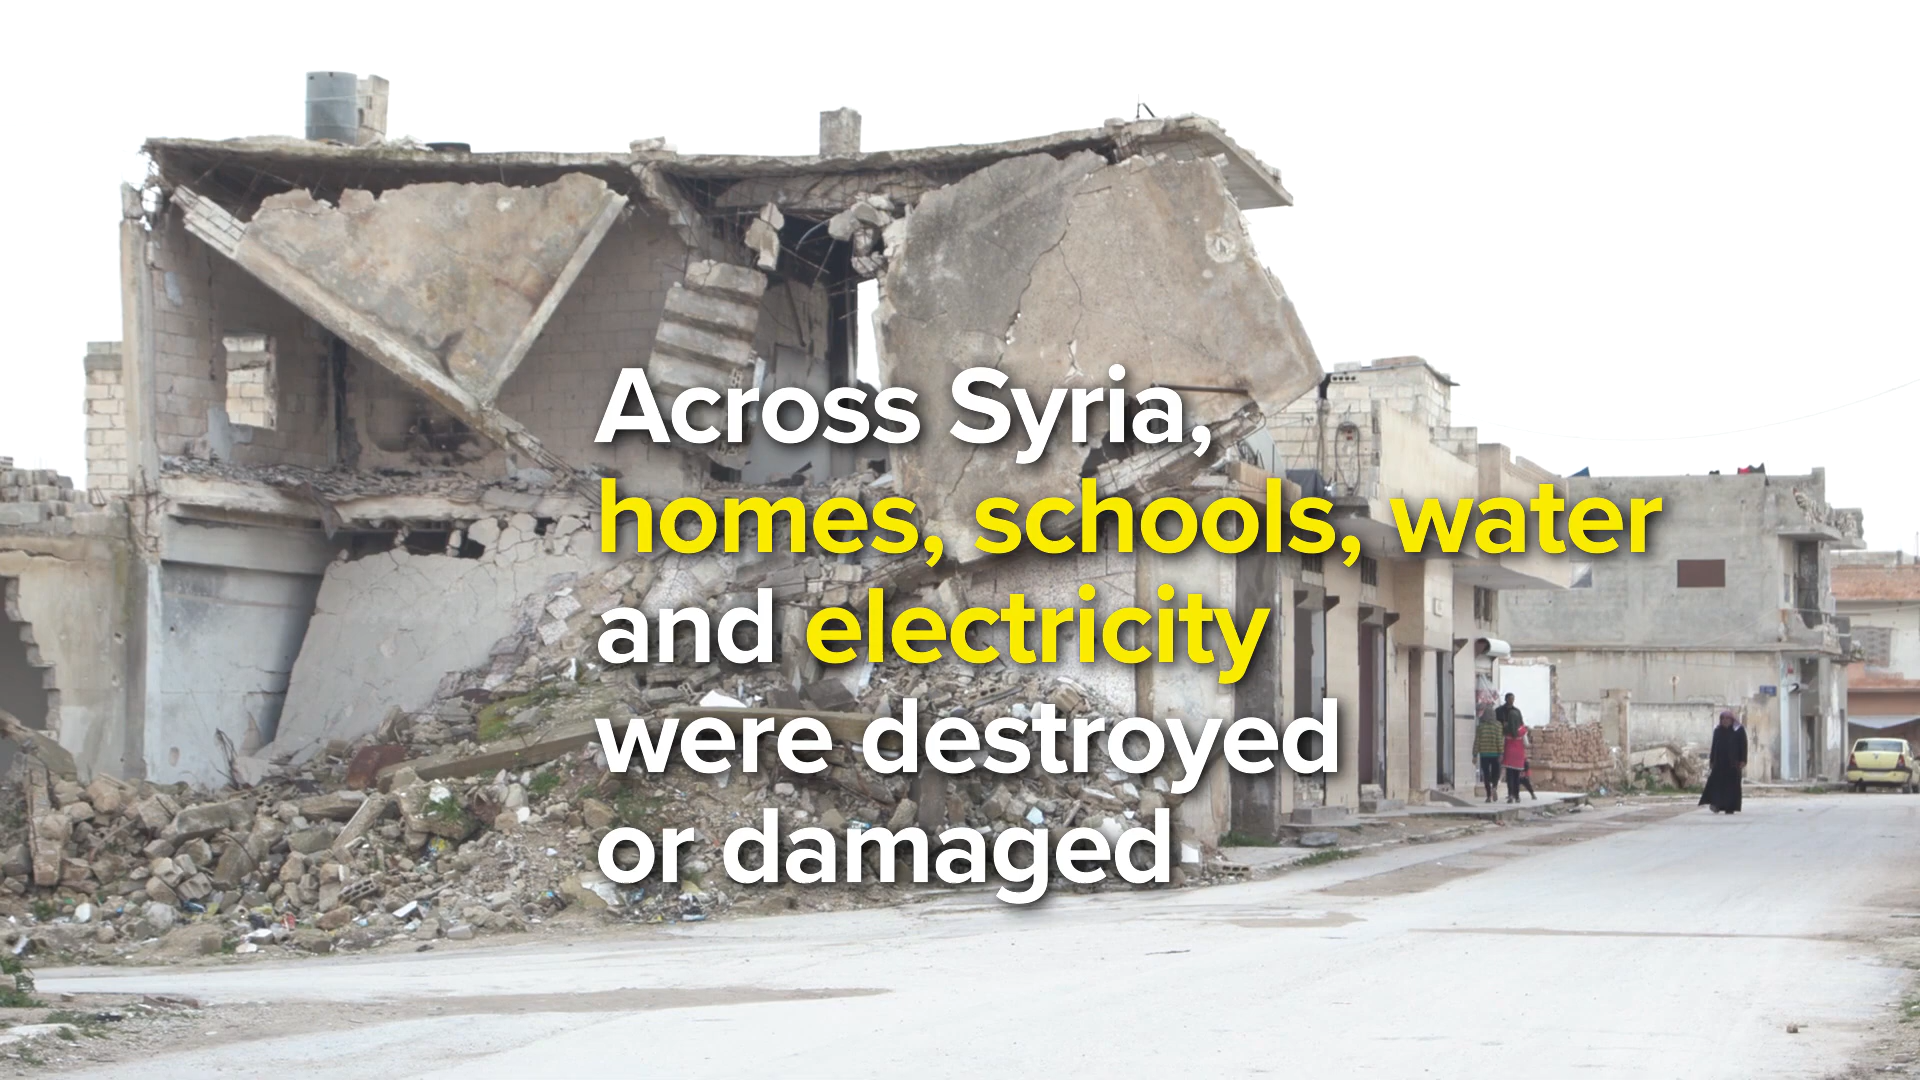 Across Syria,
homes, schools, water
and electricity
were destroyed
or damaged